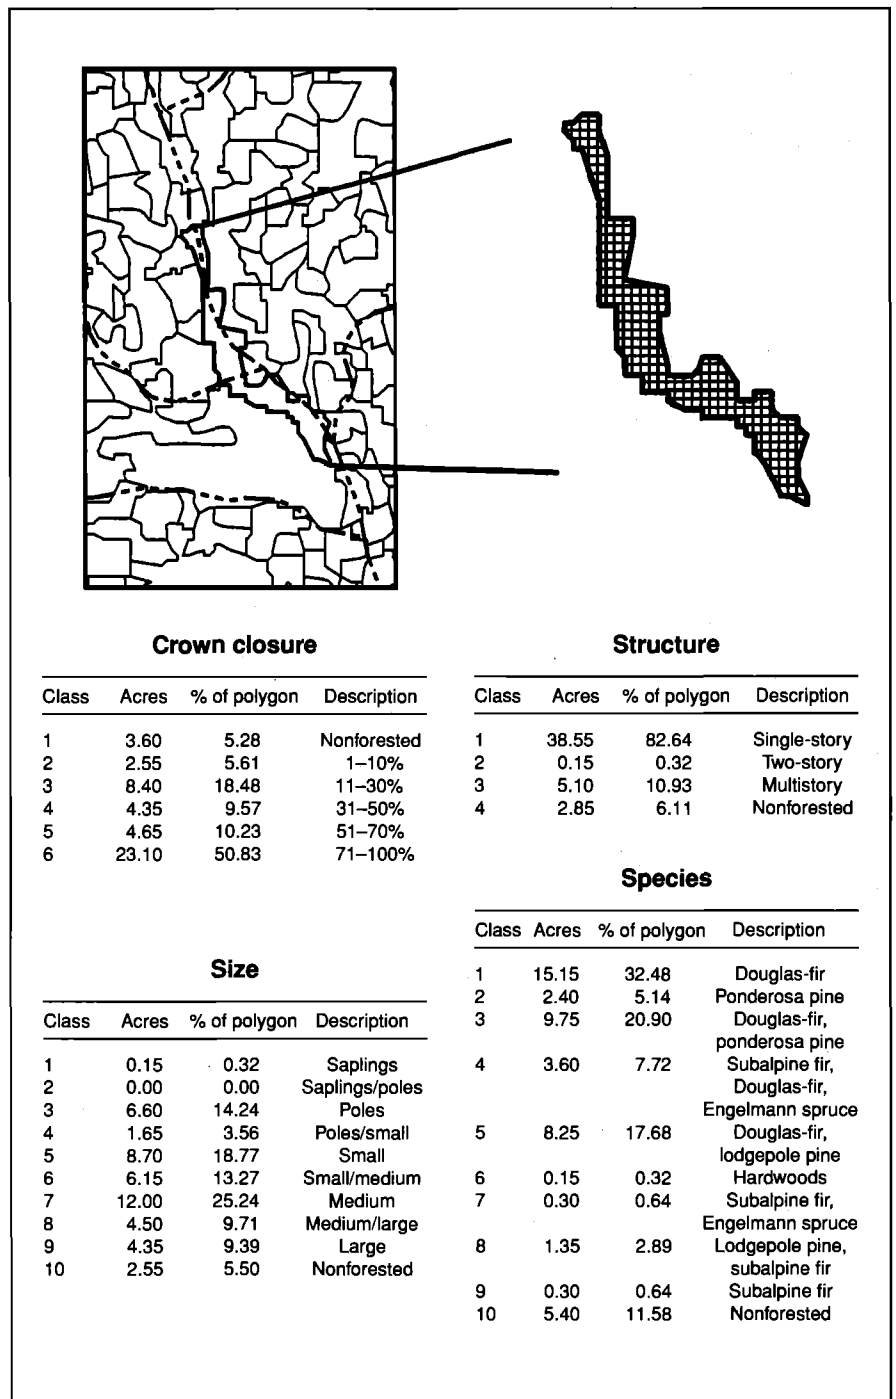 Crown closure
Class Acres % of polygon Description
1 3.60 5.28 Nonforested
2 2.55 5.61 1–10%
3 8.40 18.48 11–30%
4 4.35 9.57 31–50%
5 4.65 10.23 51–70%
6 23.10 50.83 71–100%
Size
Class Acres % of polygon Description
1 0.15 0.32 Saplings
2 0.00 0.00 Saplings/poles
3 6.60 14.24 Poles
4 1.65 3.56 Poles/small
5 8.70 18.77 Small
6 6.15 13.27 Small/medium
7 12.00 25.24 Medium
8 4.50 9.71 Medium/large
9 4.35 9.39 Large
10 2.55 5.50 Nonforested
Structure
Class Acres % of polygon Description
1 38.55 82.64 Single-story
2 0.15 0.32 Two-story
3 5.10 10.93 Multistory
4 2.85 6.11 Nonforested
Species
Class Acres % of polygon Description
1 15.15 32.48 Douglas-fir
2 2.40 5.14 Ponderosa pine
3 9.75 20.90 Douglas-fir,
ponderosa pine
4 3.60 7.72 Subalpine fir,
Douglas-fir,
Engelmann spruce
5 8.25 17.68 Douglas-fir,
lodgepole pine
6 0.15 0.32 Hardwoods
7 0.30 0.64 Subalpine fir,
Engelmann spruce
8 1.35 2.89 Lodgepole pine,
subalpine fir
9 0.30 0.64 Subalpine fir
10 5.40 11.58 Nonforested